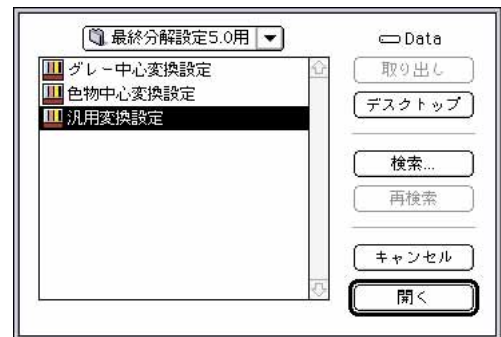 最終分解設定5.0用
Data
グレー中心変換設定
色物中心変換設定
汎用変換設定
取り出し
デスクトップ
検索...
再検索
キャンセル
開く